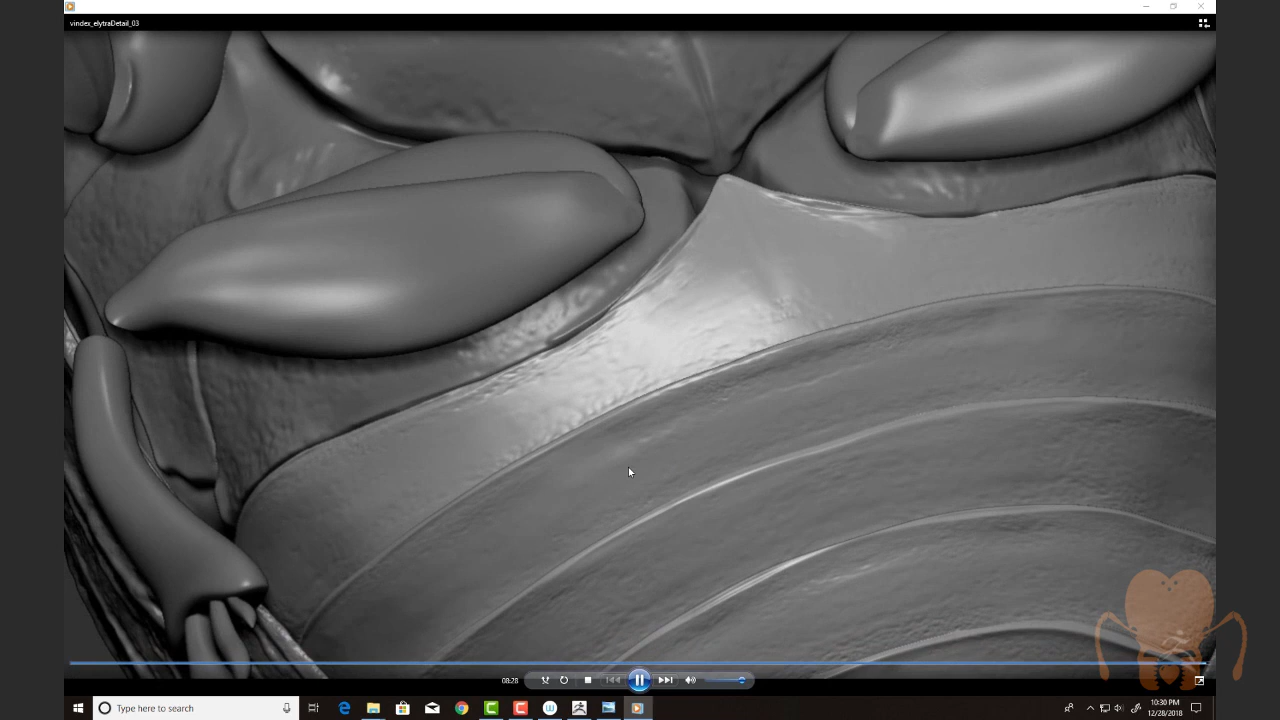 vindex_elytraDetail_03
08:28
Type here to search
10:30 PM
12/28/2018